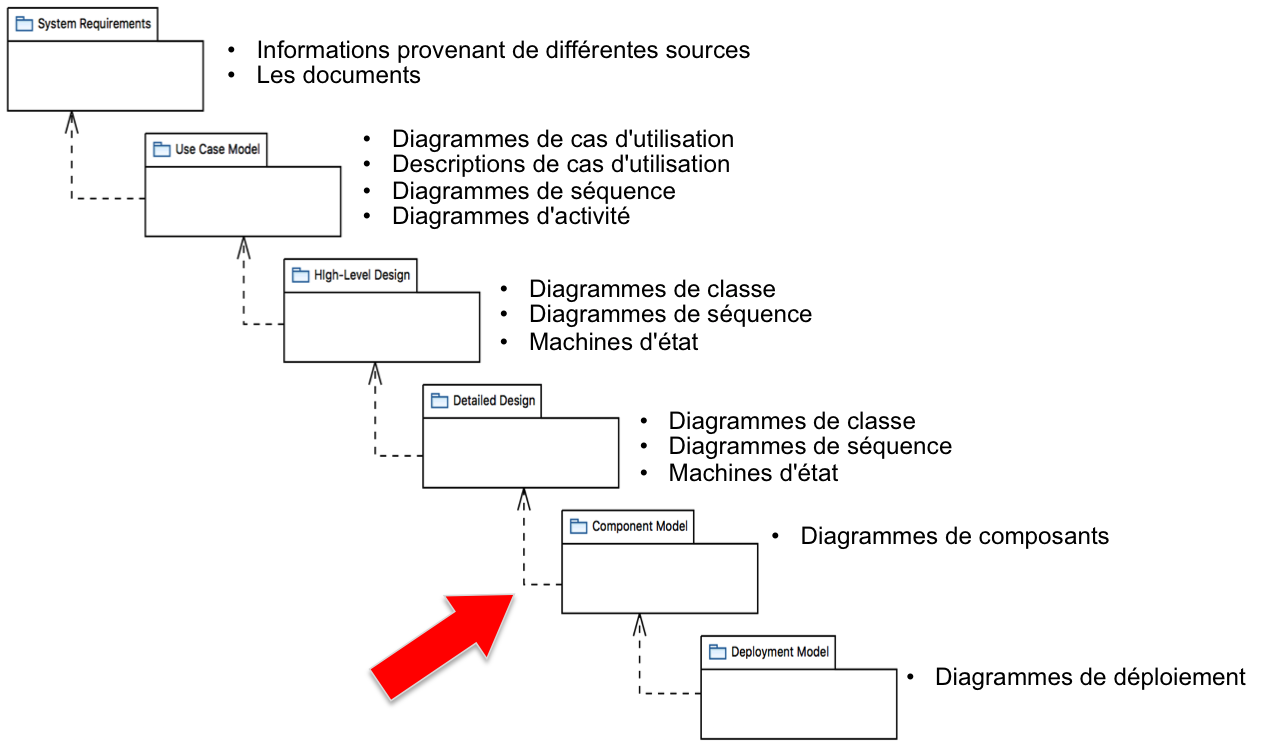 System Requirements
• Informations provenant de différentes sources
• Les documents
Use Case Model
• Diagrammes de cas d'utilisation
• Descriptions de cas d'utilisation
• Diagrammes de séquence
• Diagrammes d'activité
HIgh-Level Design
• Diagrammes de classe
• Diagrammes de séquence
• Machines d'état
Detailed Design
• Diagrammes de classe
• Diagrammes de séquence
• Machines d'état
Component Model
• Diagrammes de composants
Deployment Model
• Diagrammes de déploiement